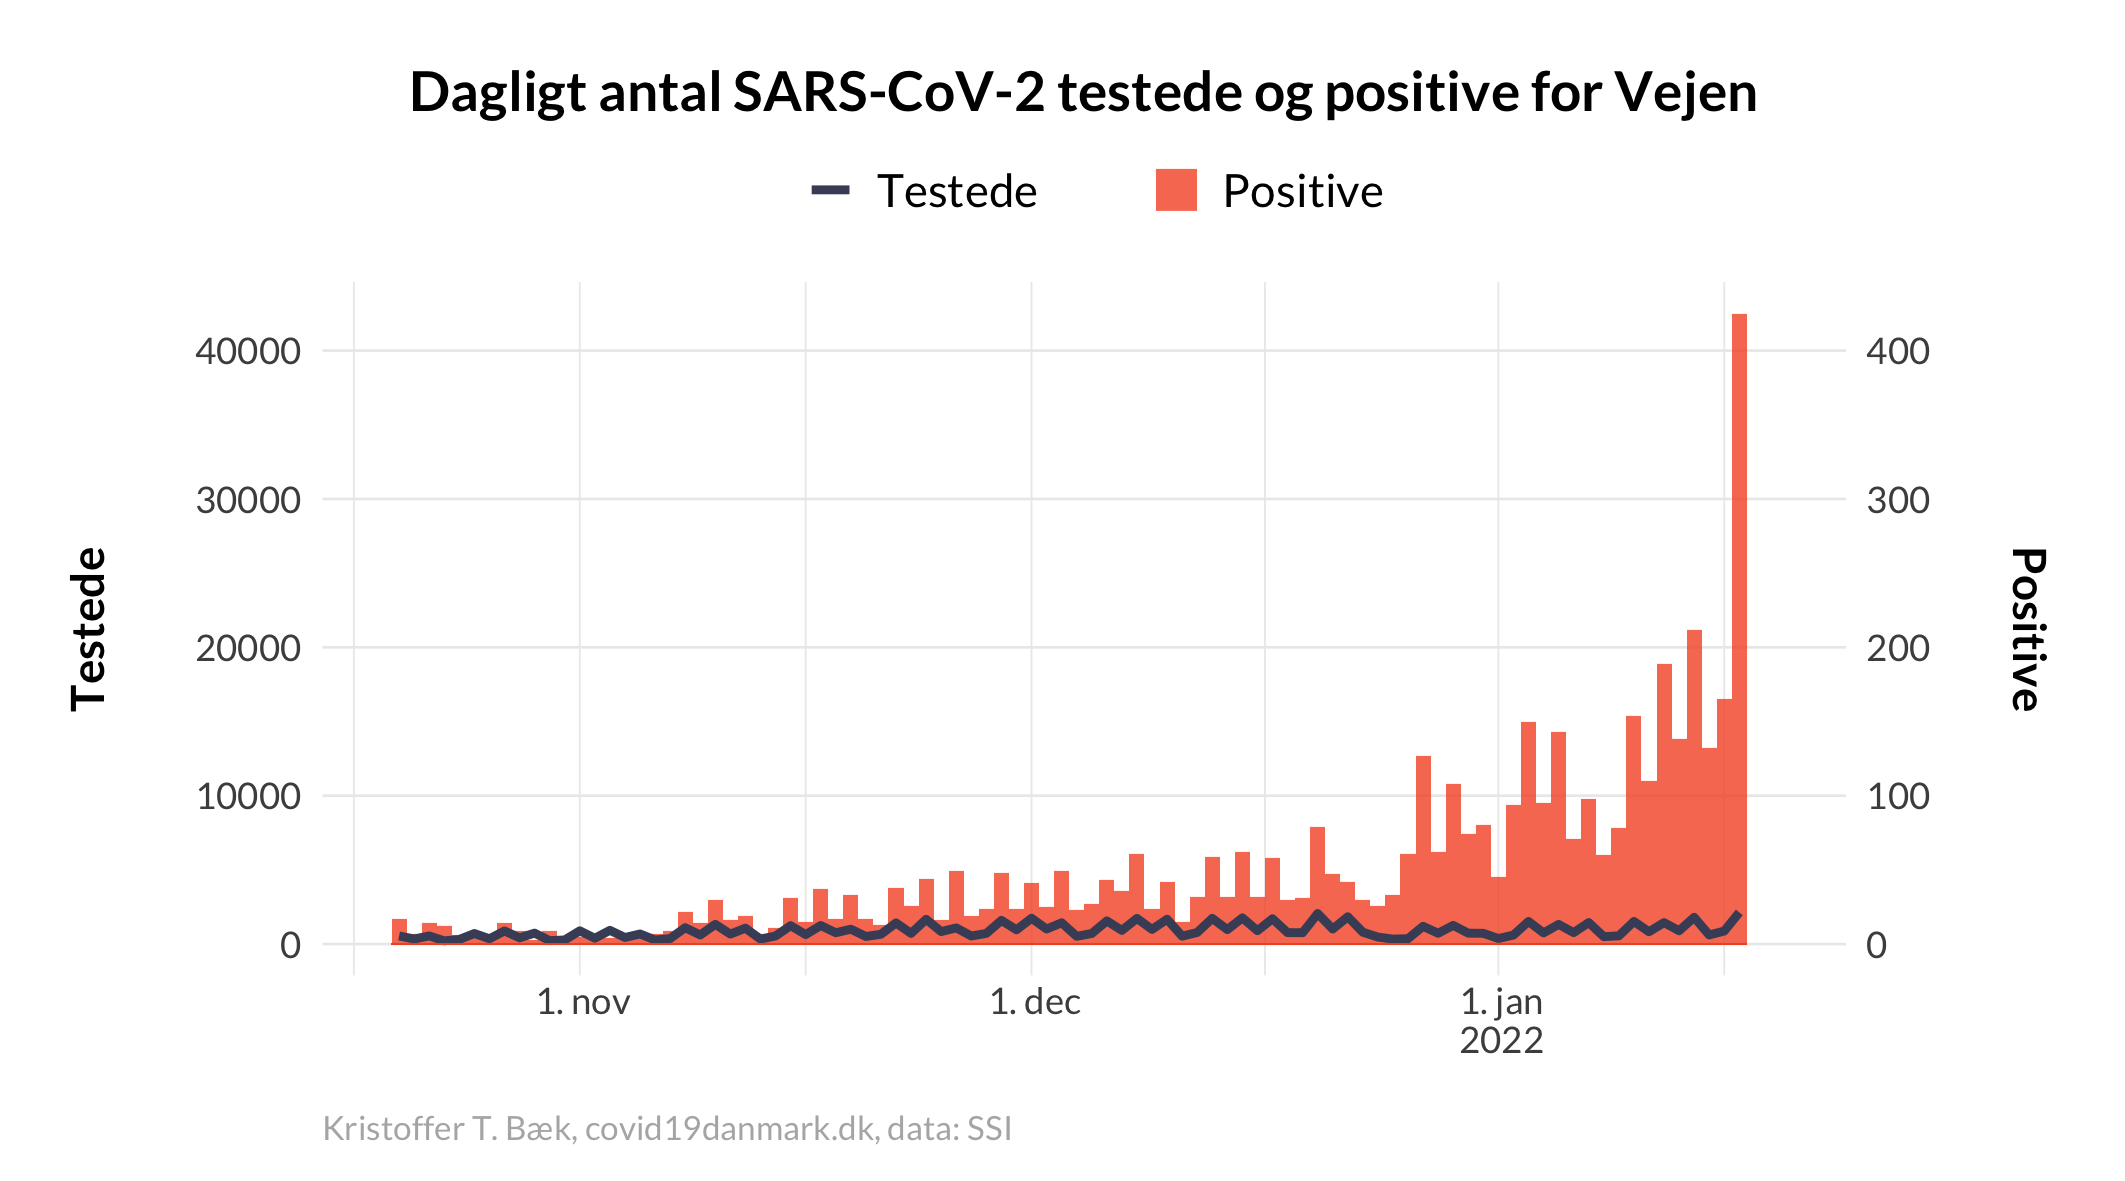 Dagligt antal SARS-CoV-2 testede og positive for Vejen
Testede
Positive
40000
30000
20000
10000
0
400
300
200
100
0
Testede
Positive
1. nov
1. dec
1. jan
2022
Kristoffer T. Bæk, covid19danmark.dk, data: SSI